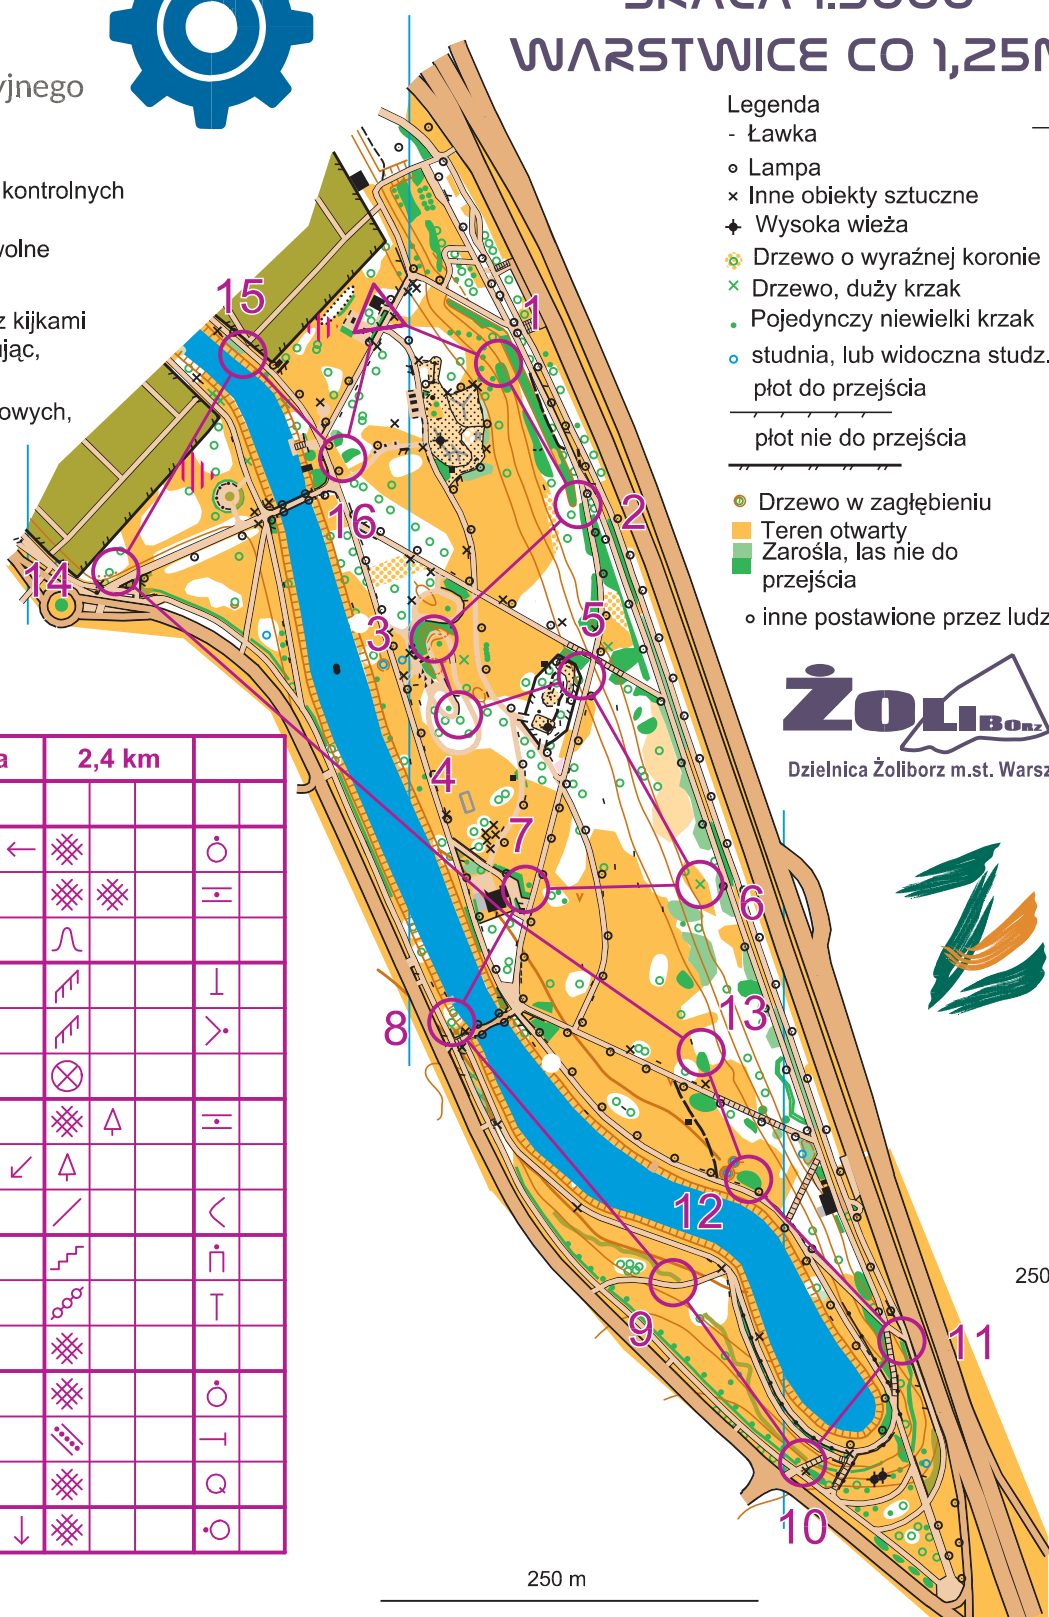 SKALA 1:5000
WARSTWICE CO 1,25M
yjnego
kontrolnych
wolne
z kijkami
ując,
owych,
Legenda
- Ławka
Lampa
Inne obiekty sztuczne
Wysoka wieża
Drzewo o wyraźnej koronie
Drzewo, duży krzak
Pojedynczy niewielki krzak
studnia, lub widoczna studz.
płot do przejścia
płot nie do przejścia
Drzewo w zagłębieniu
Teren otwarty
Zarośla, las nie do
przejścia
inne postawione przez ludz
ŻOLIBORZ
Dzielnica Żoliborz m.st. Warsz
15
1
2
16
14
3
5
4
7
6
8
13
12
9
11
10
a 2,4 km
250
250 m